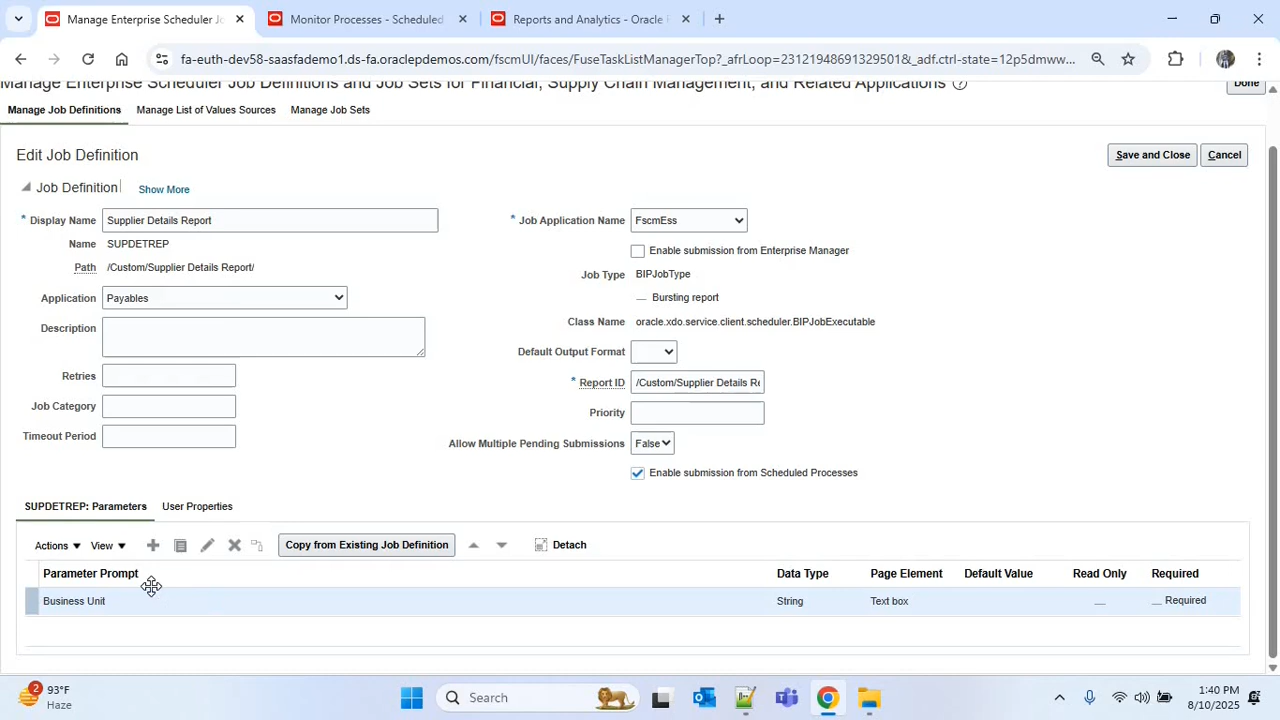 Manage Enterprise Scheduler Jo
Monitor Processes - Scheduled
Reports and Analytics - Oracle
fa-euth-dev58-saasfademo1.ds-fa.oraclepdemos.com/fscmUI/faces/FuseTaskListManagerTop?_afrLoop=23121948691329501&_adf.ctrl-state=12p5dmww...
Manage Enterprise Scheduler Job Definitions and Job Sets for Financial, Supply Chain Management, and Related Applications
Done
Manage Job Definitions
Manage List of Values Sources
Manage Job Sets
Edit Job Definition
Save and Close
Cancel
Job Definition
Show More
* Display Name Supplier Details Report
Name SUPDETREP
Path /Custom/Supplier Details Report/
Application Payables
Description
Retries
Job Category
Timeout Period
* Job Application Name FscmEss
Enable submission from Enterprise Manager
Job Type BIPJobType
Bursting report
Class Name oracle.xdo.service.client.scheduler.BIPJobExecutable
Default Output Format
* Report ID /Custom/Supplier Details Re
Priority
Allow Multiple Pending Submissions False
Enable submission from Scheduled Processes
SUPDETREP: Parameters
User Properties
Actions
View
Copy from Existing Job Definition
Detach
Parameter Prompt Data Type Page Element Default Value Read Only Required
Business Unit String Text box Required
2
93°F
Haze
Search
1:40 PM
8/10/2025